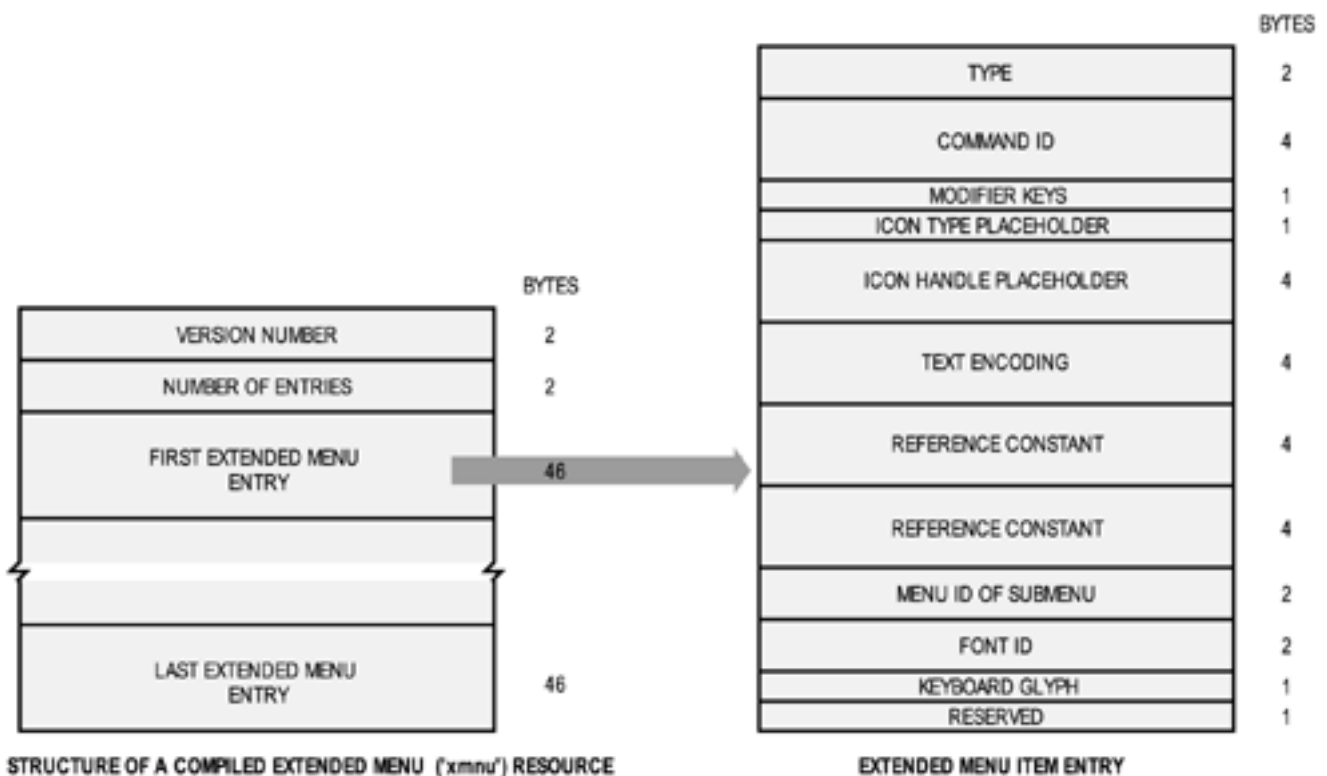 BYTES
VERSION NUMBER 2
NUMBER OF ENTRIES 2
FIRST EXTENDED MENU
ENTRY
46
LAST EXTENDED MENU
ENTRY
46
STRUCTURE OF A COMPILED EXTENDED MENU ('xmnu') RESOURCE
BYTES
TYPE 2
COMMAND ID 4
MODIFIER KEYS 1
ICON TYPE PLACEHOLDER 1
ICON HANDLE PLACEHOLDER 4
TEXT ENCODING 4
REFERENCE CONSTANT 4
REFERENCE CONSTANT 4
MENU ID OF SUBMENU 2
FONT ID 2
KEYBOARD GLYPH 1
RESERVED 1
EXTENDED MENU ITEM ENTRY